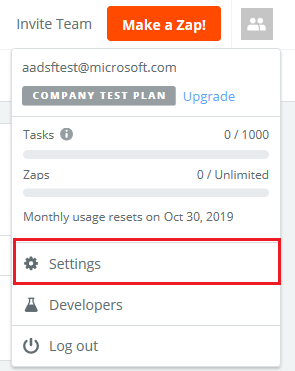 Invite Team Make a Zap!
aadsftest@microsoft.com
COMPANY TEST PLAN Upgrade
Tasks 0 / 1000
Zaps 0 / Unlimited
Monthly usage resets on Oct 30, 2019
Settings
Developers
Log out